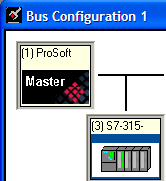 Bus Configuration 1
(1) ProSoft
Master
(3) S7-315-